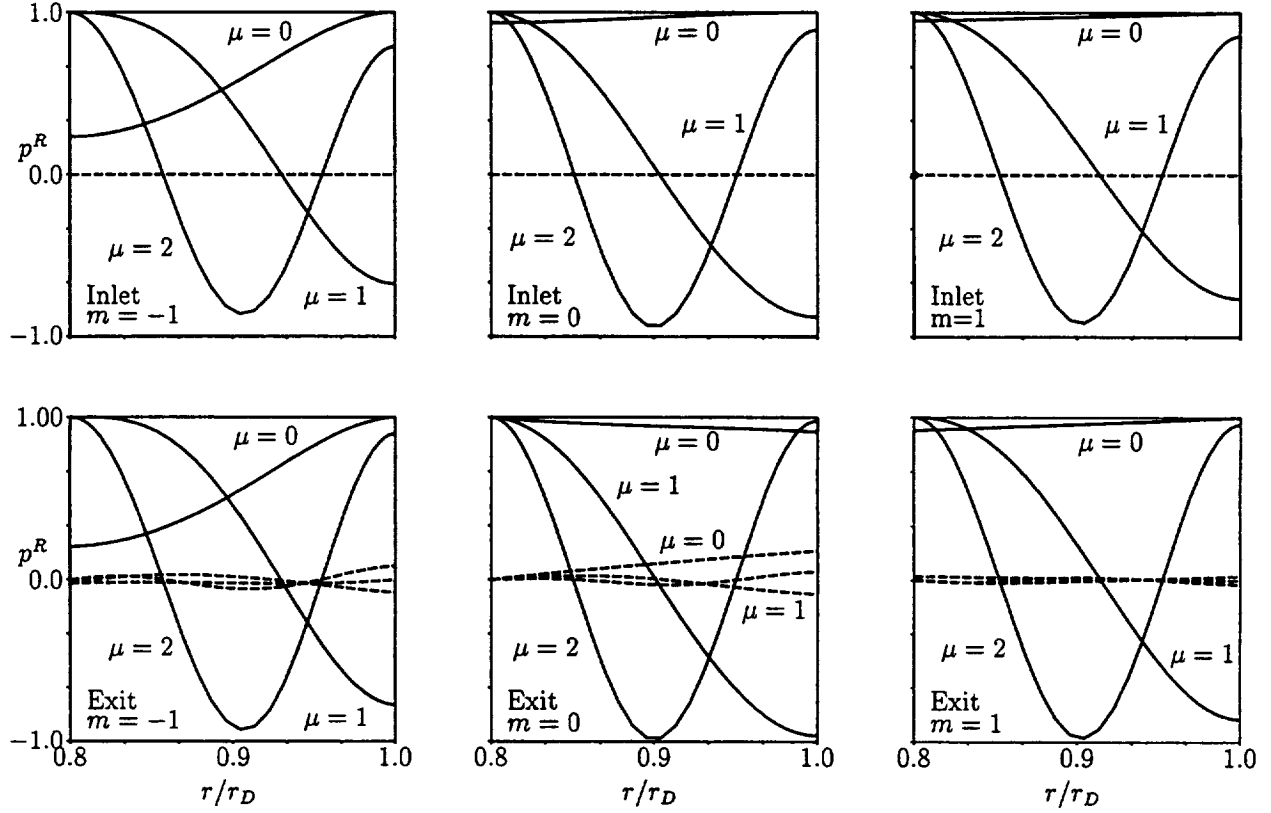 1.0
p^R
0.0
−1.0
μ = 0
μ = 2
μ = 1
Inlet
m = −1
μ = 0
μ = 1
μ = 2
Inlet
m = 0
μ = 0
μ = 1
μ = 2
Inlet
m=1
1.00
p^R
0.0
−1.0
μ = 0
μ = 2
μ = 1
Exit
m = −1
0.8
0.9
1.0
r/r_D
μ = 0
μ = 1
μ = 0
μ = 1
μ = 2
Exit
m = 0
0.8
0.9
1.0
r/r_D
μ = 0
μ = 2
μ = 1
Exit
m = 1
0.8
0.9
1.0
r/r_D